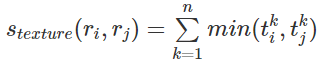 $s_{texture}(r_i, r_j) = \sum_{k=1}^{n} min(t_i^k, t_j^k)$